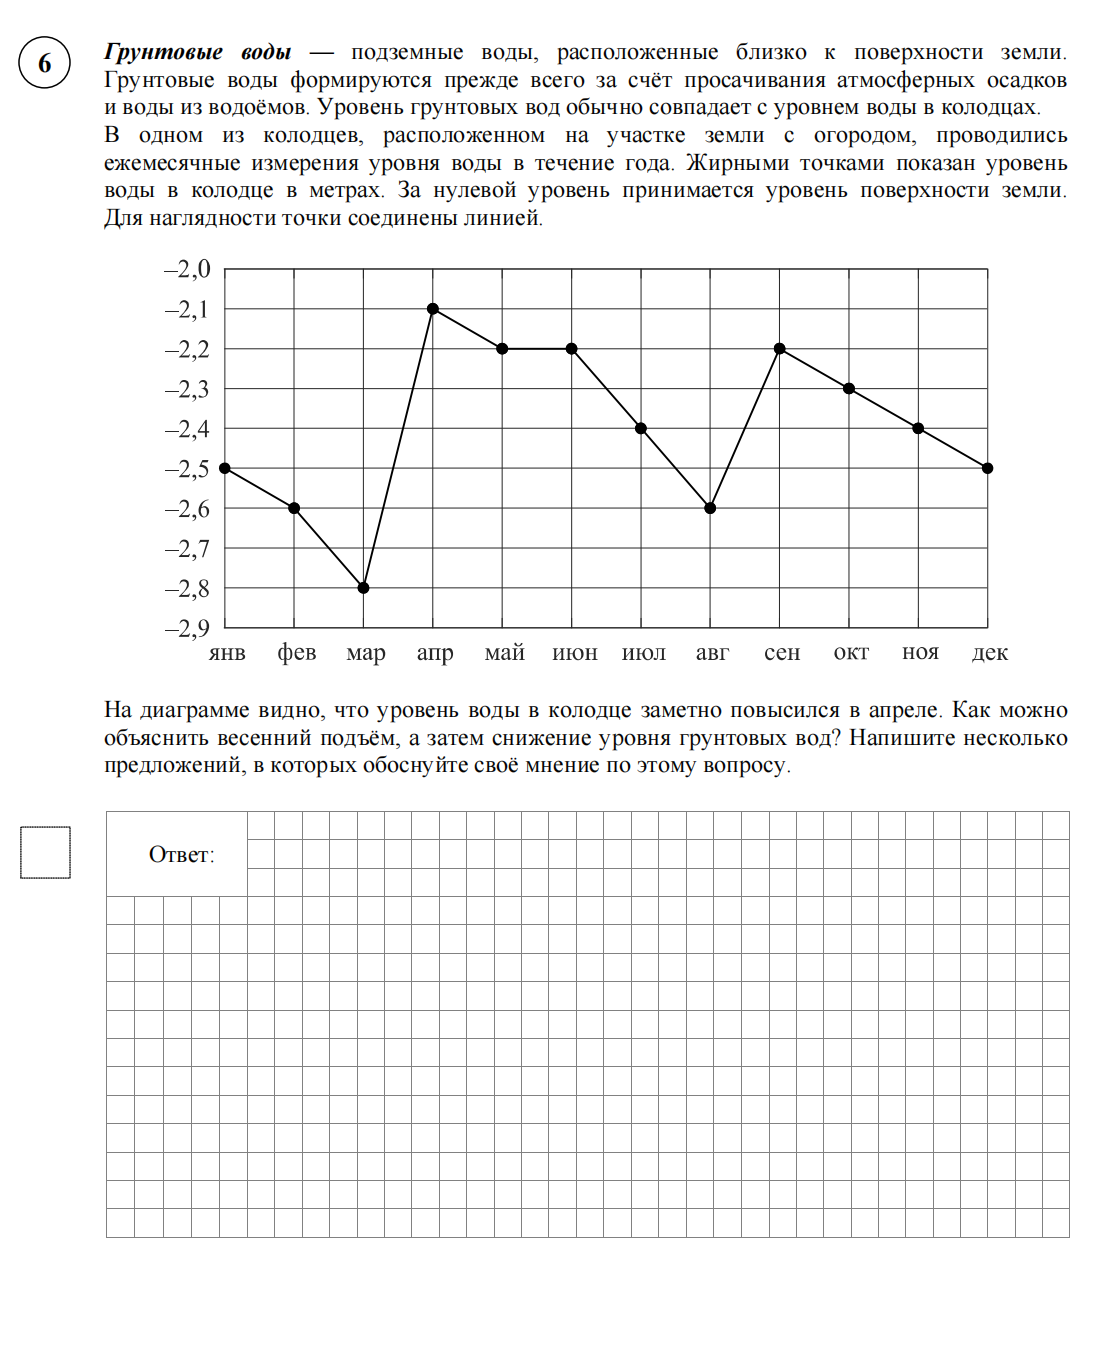 6
Грунтовые воды — подземные воды, расположенные близко к поверхности земли.
Грунтовые воды формируются прежде всего за счёт просачивания атмосферных осадков
и воды из водоёмов. Уровень грунтовых вод обычно совпадает с уровнем воды в колодцах.
В одном из колодцев, расположенном на участке земли с огородом, проводились
ежемесячные измерения уровня воды в течение года. Жирными точками показан уровень
воды в колодце в метрах. За нулевой уровень принимается уровень поверхности земли.
Для наглядности точки соединены линией.
–2,0
–2,1
–2,2
–2,3
–2,4
–2,5
–2,6
–2,7
–2,8
–2,9
янв фев мар апр май июн июл авг сен окт ноя дек
На диаграмме видно, что уровень воды в колодце заметно повысился в апреле. Как можно
объяснить весенний подъём, а затем снижение уровня грунтовых вод? Напишите несколько
предложений, в которых обоснуйте своё мнение по этому вопросу.
Ответ: